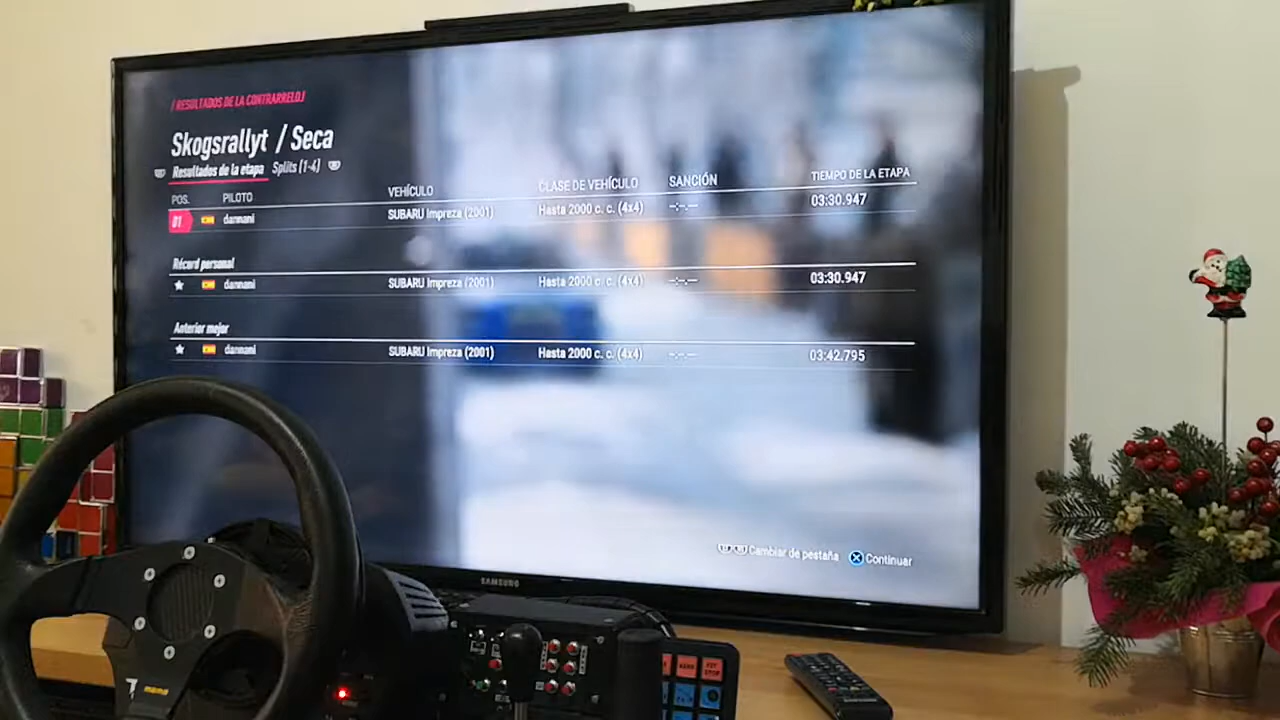 / RESULTADOS DE LA CONTRARRELOJ
Skogsrallyt / Seca
Resultados de la etapa Splits (1-4)
POS. PILOTO VEHÍCULO CLASE DE VEHÍCULO SANCIÓN TIEMPO DE LA ETAPA
01 dannani SUBARU Impreza (2001) Hasta 2000 c. c. (4x4) --:--.--- 03:30.947
Récord personal
dannani SUBARU Impreza (2001) Hasta 2000 c. c. (4x4) --:--.--- 03:30.947
Anterior mejor
dannani SUBARU Impreza (2001) Hasta 2000 c. c. (4x4) --:--.--- 03:42.795
Cambiar de pestaña Continuar
SAMSUNG
momo